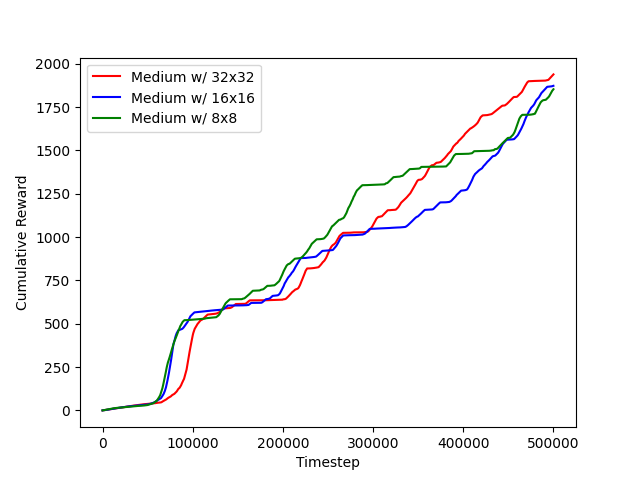 2000
1750
1500
1250
1000
750
500
250
0
Cumulative Reward
Medium w/ 32x32
Medium w/ 16x16
Medium w/ 8x8
0 100000 200000 300000 400000 500000
Timestep